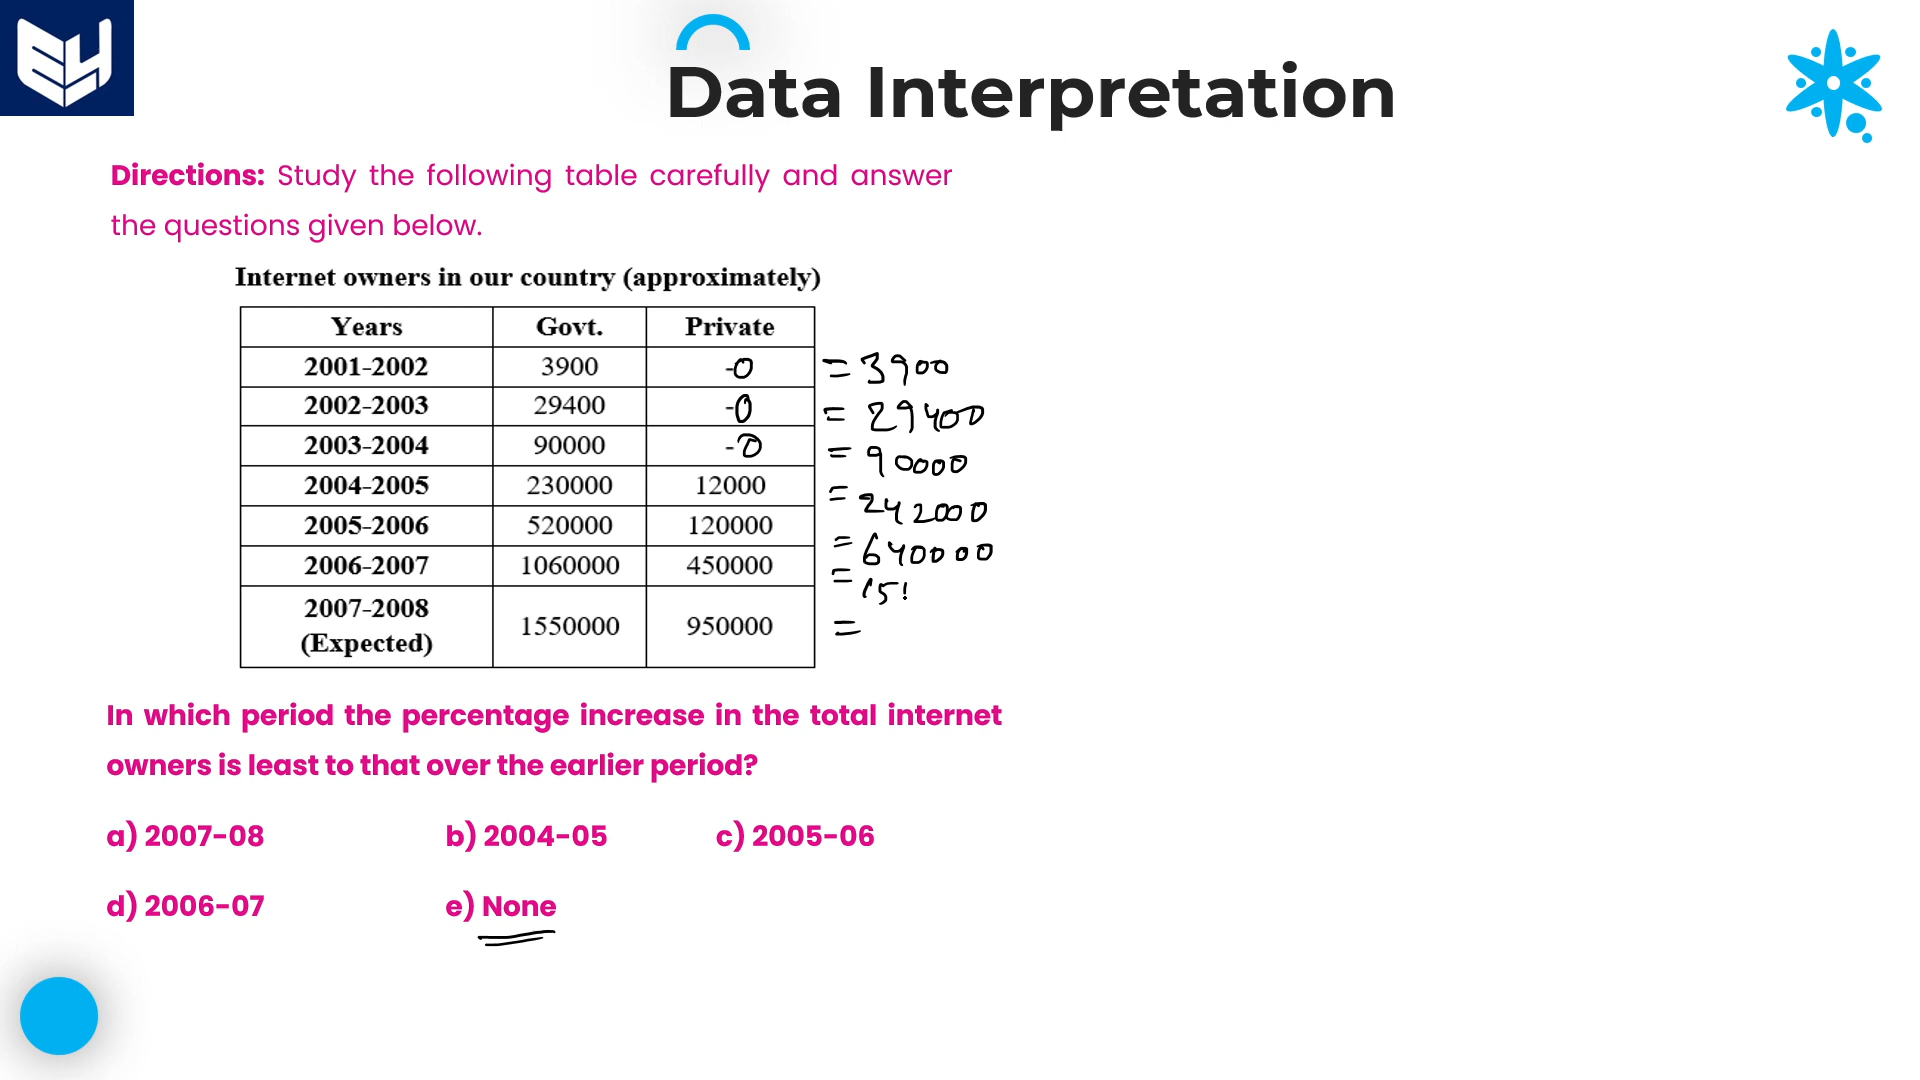 Data Interpretation
Directions: Study the following table carefully and answer
the questions given below.
Internet owners in our country (approximately)
Years Govt. Private
2001-2002 3900 -0 = 3900
2002-2003 29400 -0 = 29400
2003-2004 90000 -0 = 90000
2004-2005 230000 12000 = 242000
2005-2006 520000 120000 = 640000
2006-2007 1060000 450000 = 151
2007-2008
(Expected) 1550000 950000 =
In which period the percentage increase in the total internet
owners is least to that over the earlier period?
a) 2007-08 b) 2004-05 c) 2005-06
d) 2006-07 e) None